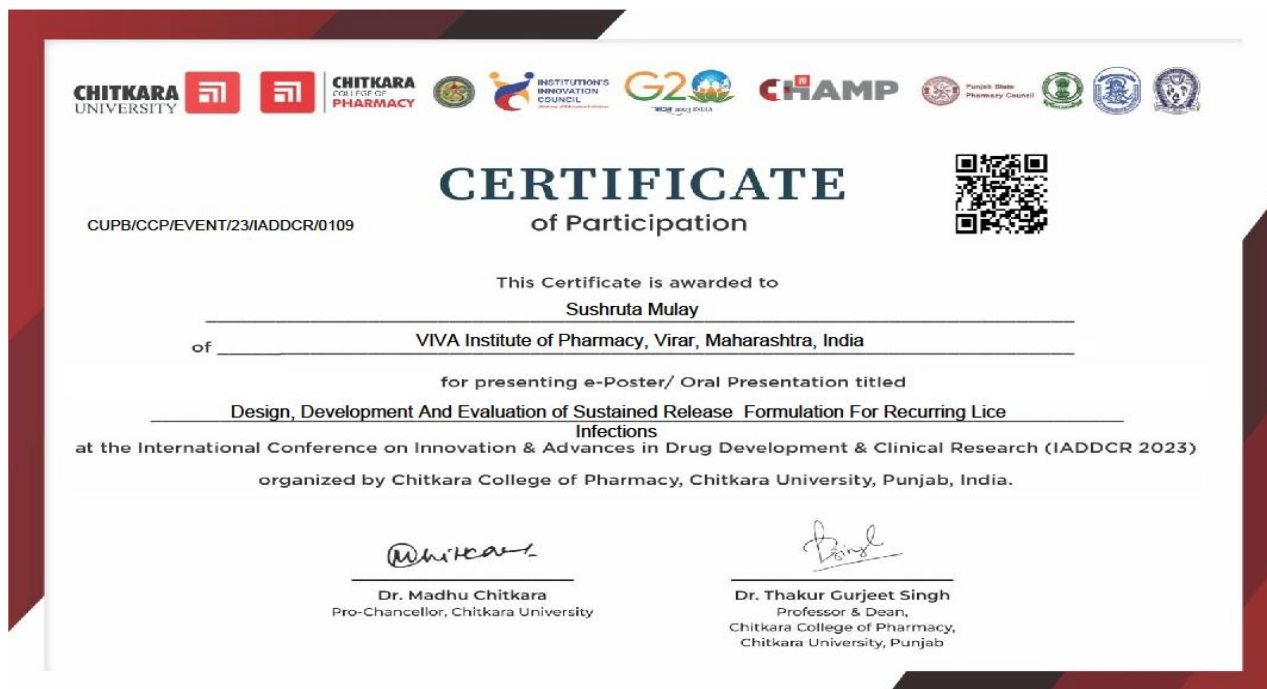 CHITKARA UNIVERSITY
CHITKARA COLLEGE OF PHARMACY
INSTITUTION'S INNOVATION COUNCIL
G20
2023 INDIA
CHAMP
Punjab State Pharmacy Council
CERTIFICATE
of Participation
CUPB/CCP/EVENT/23/IADDCR/0109
This Certificate is awarded to
Sushruta Mulay
of VIVA Institute of Pharmacy, Virar, Maharashtra, India
for presenting e-Poster/ Oral Presentation titled
Design, Development And Evaluation of Sustained Release Formulation For Recurring Lice
Infections
at the International Conference on Innovation & Advances in Drug Development & Clinical Research (IADDCR 2023)
organized by Chitkara College of Pharmacy, Chitkara University, Punjab, India.
Dr. Madhu Chitkara
Pro-Chancellor, Chitkara University
Dr. Thakur Gurjeet Singh
Professor & Dean,
Chitkara College of Pharmacy,
Chitkara University, Punjab